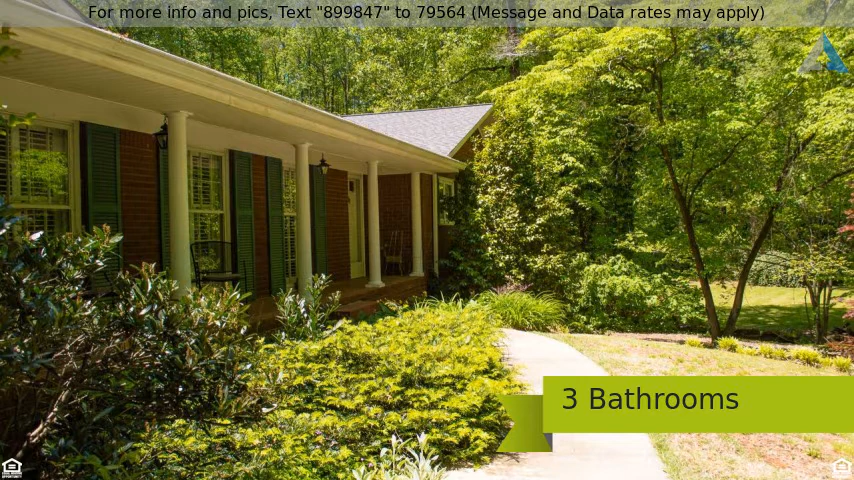 For more info and pics, Text "899847" to 79564 (Message and Data rates may apply)
3 Bathrooms